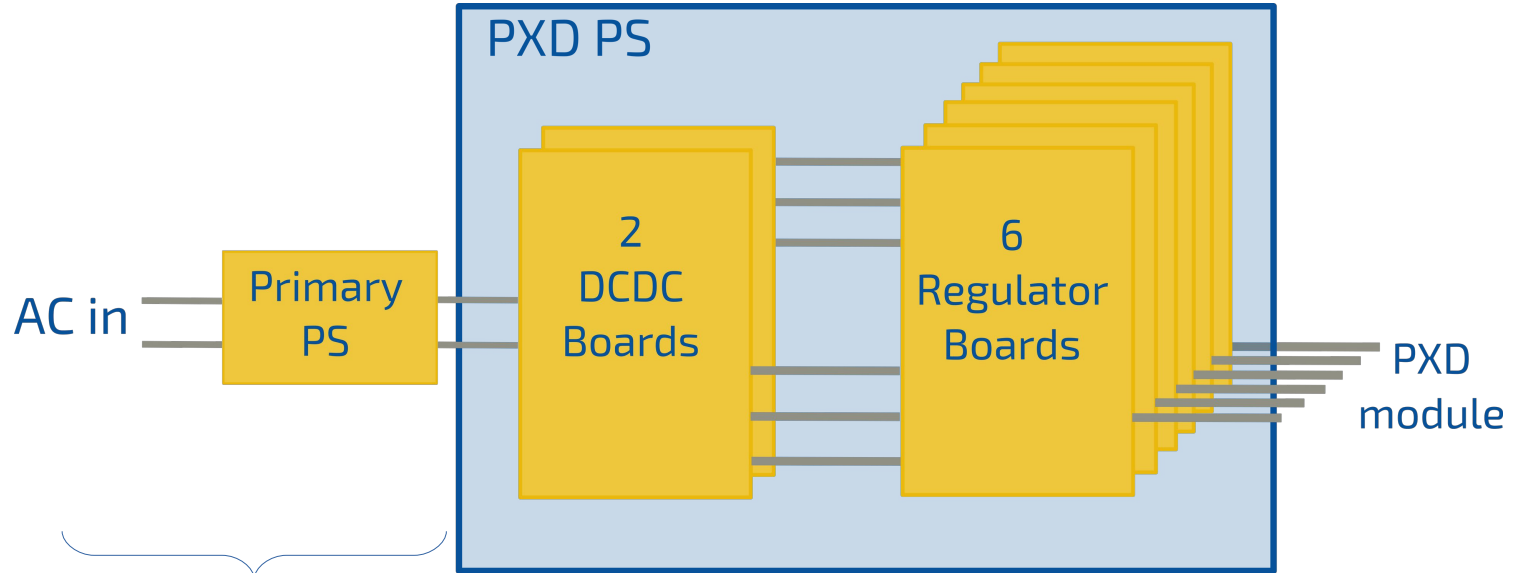 PXD PS
AC in
Primary
PS
2
DCDC
Boards
6
Regulator
Boards
PXD
module